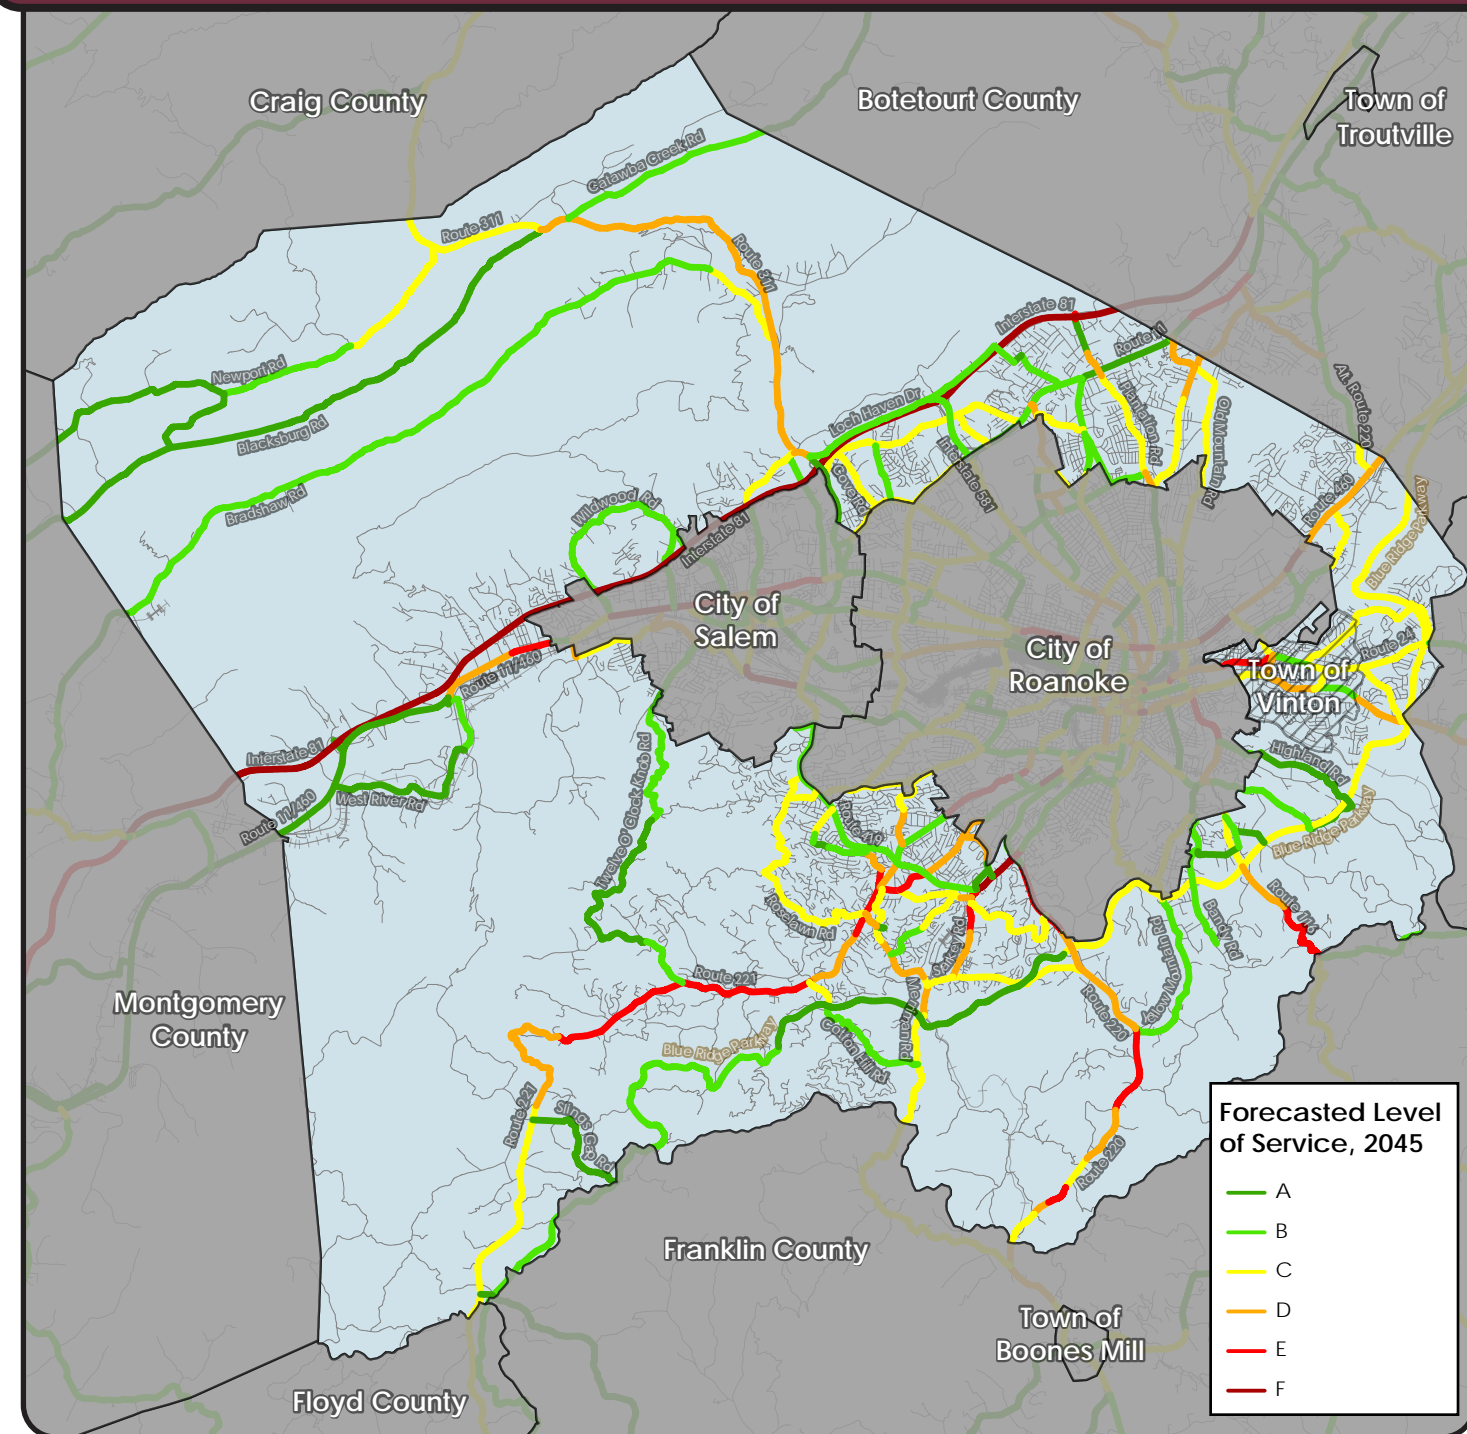 Craig County
Botetourt County
Town of
Troutville
Catawba Creek Rd
Route 311
Route 311
Interstate 81
Route 11
Newport Rd
Alt. Route 220
Plantation Rd
Old Mountain Rd
Loch Haven Dr
Blacksburg Rd
Interstate 581
Cove Rd
Bradshaw Rd
Wildwood Rd
Route 460
Blue Ridge Parkway
Interstate 81
City of
Salem
City of
Roanoke
Route 24
Town of
Vinton
Route 11/460
Interstate 81
Highland Rd
Twelve O' Clock Knob Rd
West River Rd
Route 11/460
Route 419
Blue Ridge Parkway
Roselawn Rd
Route 116
Bandy Rd
Starkey Rd
Yellow Mountain Rd
Route 221
Montgomery
County
Merriman Rd
Route 220
Blue Ridge Parkway
Cotton Hill Rd
Route 221
Slings Gap Rd
Route 220
Forecasted Level
of Service, 2045
A
B
C
D
E
F
Franklin County
Town of
Boones Mill
Floyd County